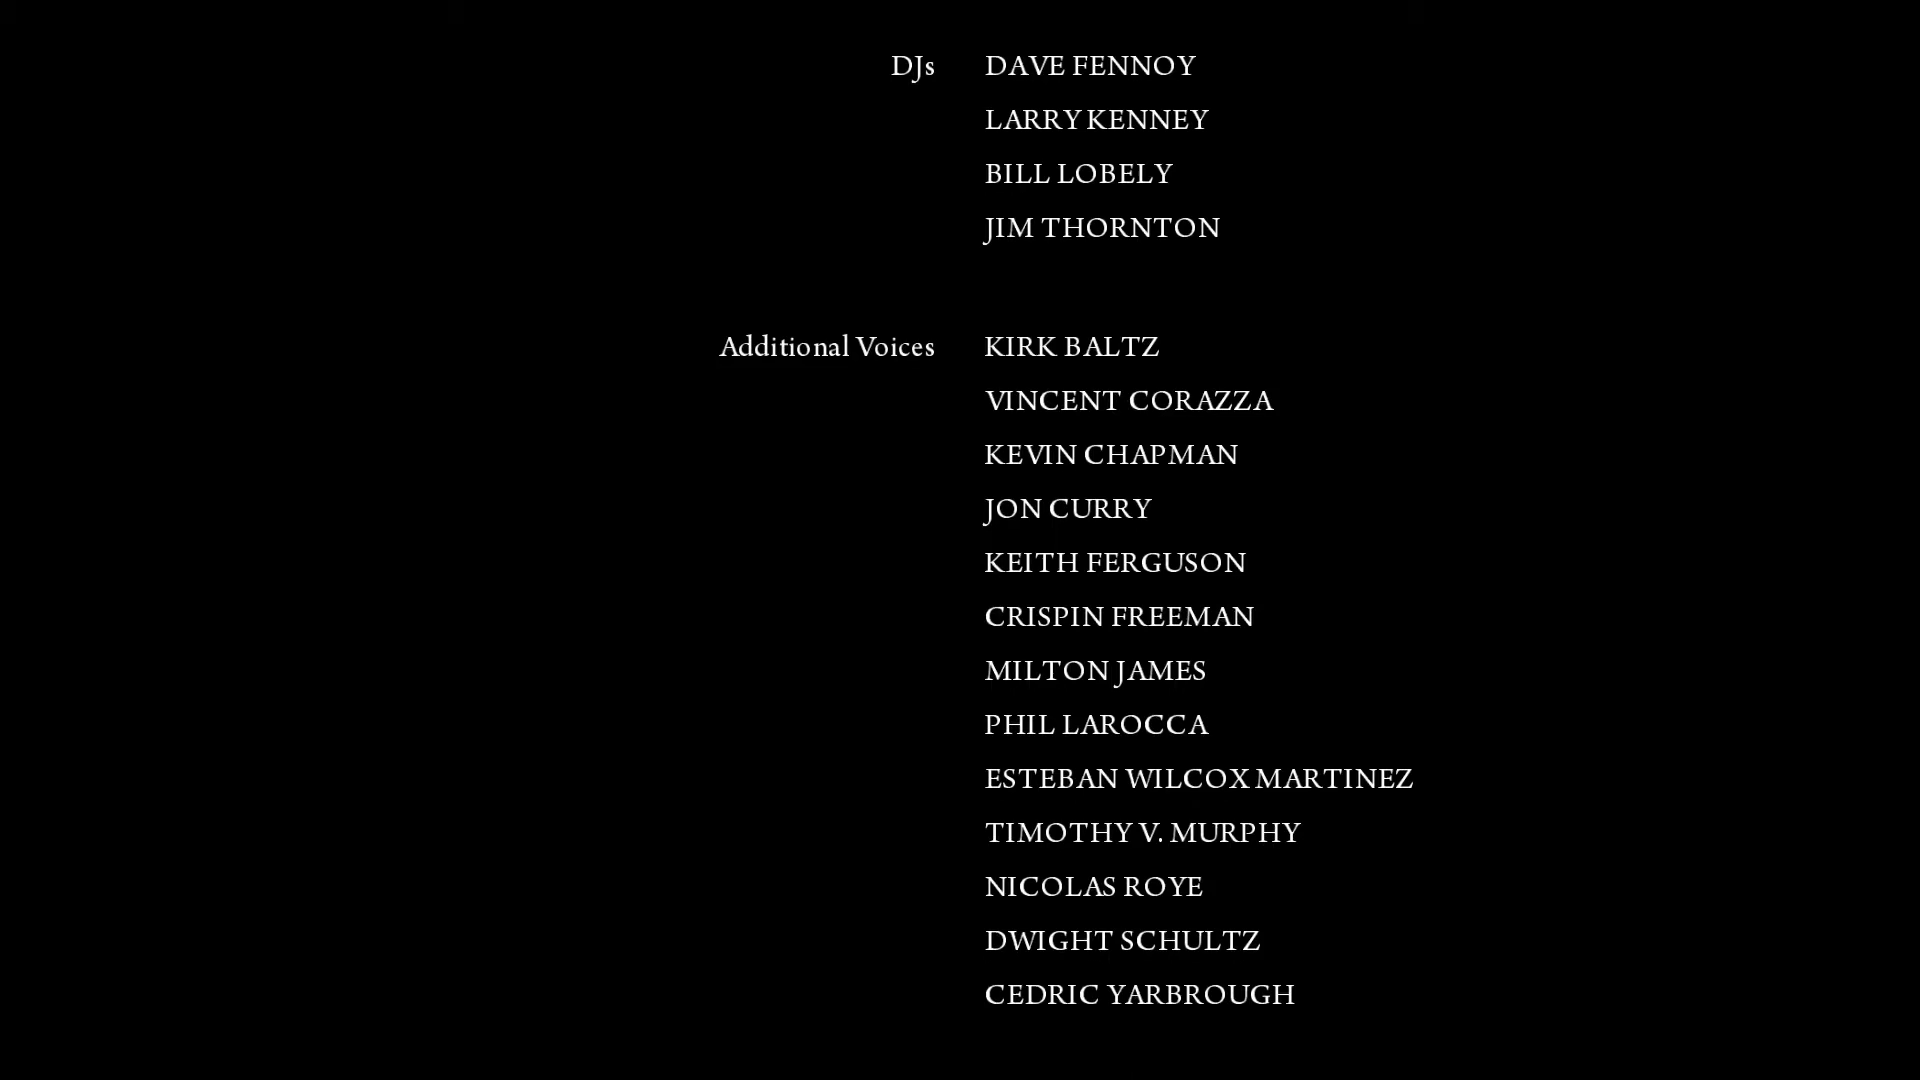 DJs DAVE FENNOY
LARRY KENNEY
BILL LOBELY
JIM THORNTON
Additional Voices KIRK BALTZ
VINCENT CORAZZA
KEVIN CHAPMAN
JON CURRY
KEITH FERGUSON
CRISPIN FREEMAN
MILTON JAMES
PHIL LAROCCA
ESTEBAN WILCOX MARTINEZ
TIMOTHY V. MURPHY
NICOLAS ROYE
DWIGHT SCHULTZ
CEDRIC YARBROUGH